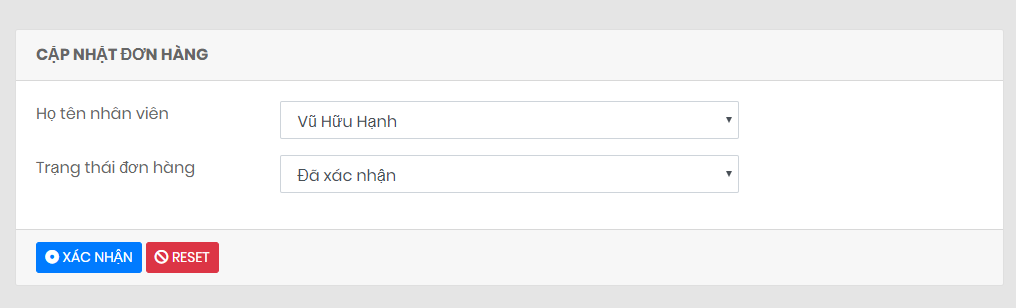 CẬP NHẬT ĐƠN HÀNG
Họ tên nhân viên
Vũ Hữu Hạnh
Trạng thái đơn hàng
Đã xác nhận
XÁC NHẬN RESET